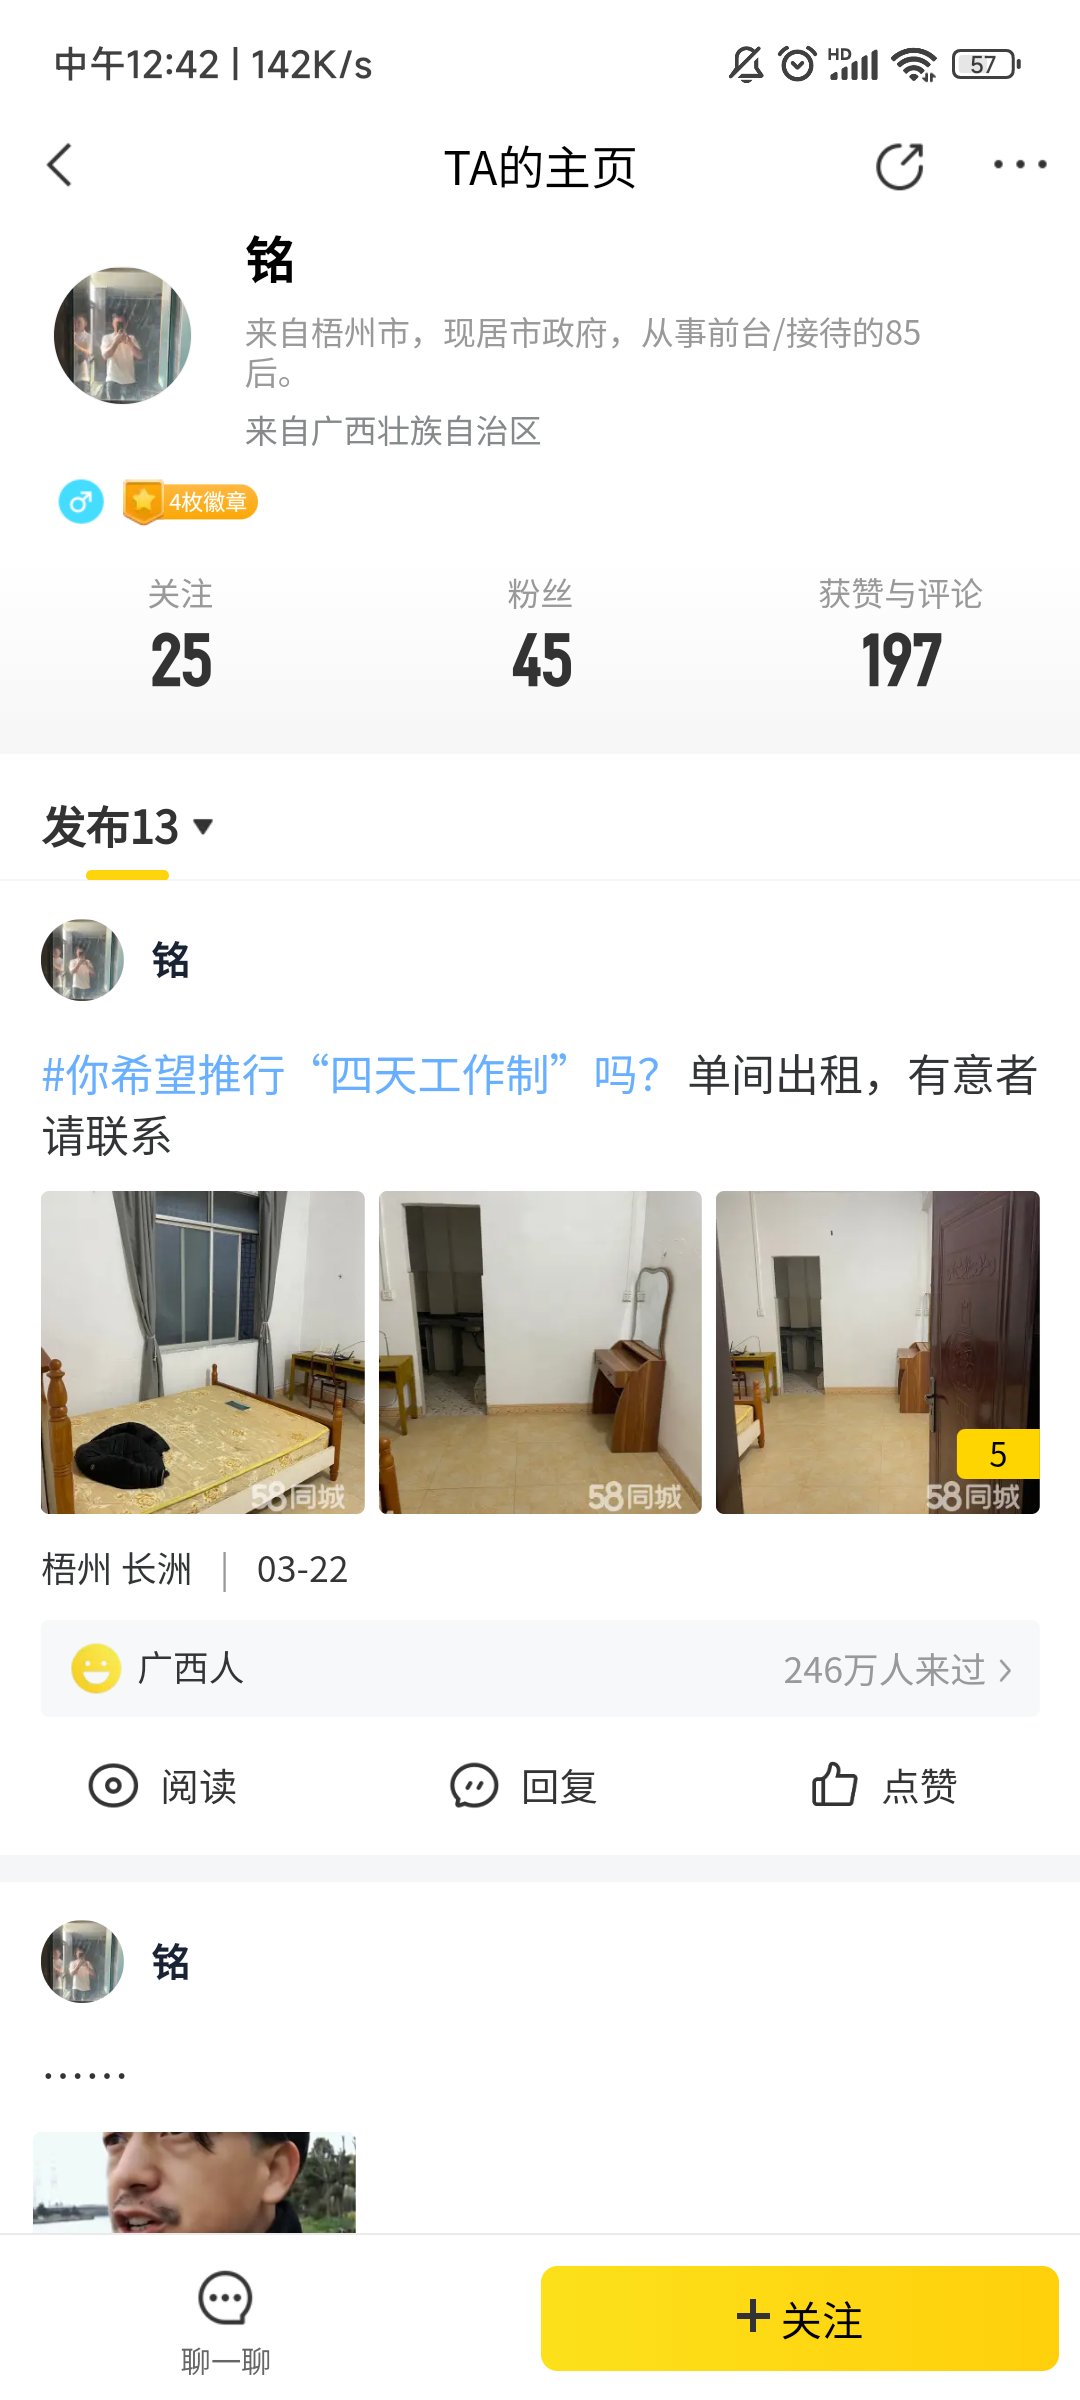 中午12:42 | 142K/s
HD
57
TA的主页
铭
来自梧州市，现居市政府，从事前台/接待的85
后。
来自广西壮族自治区
4枚徽章
关注
粉丝
获赞与评论
25
45
197
发布13
铭
#你希望推行“四天工作制”吗？ 单间出租，有意者
请联系
5
58同城
58同城
58同城
梧州 长洲 | 03-22
广西人
246万人来过
阅读
回复
点赞
铭
……
聊一聊
+关注